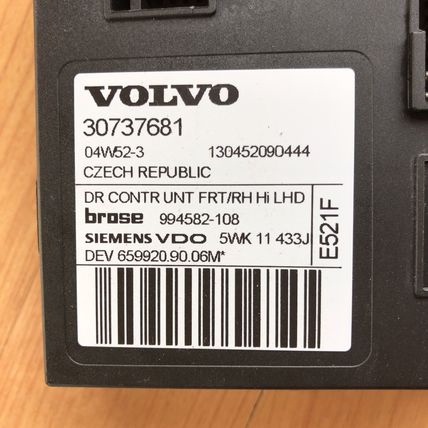 VOLVO
30737681
04W52-3 130452090444
CZECH REPUBLIC
DR CONTR UNT FRT/RH Hi LHD
brose 994582-108
SIEMENS VDO 5WK 11 433J
DEV 659920.90.06M*
E521F